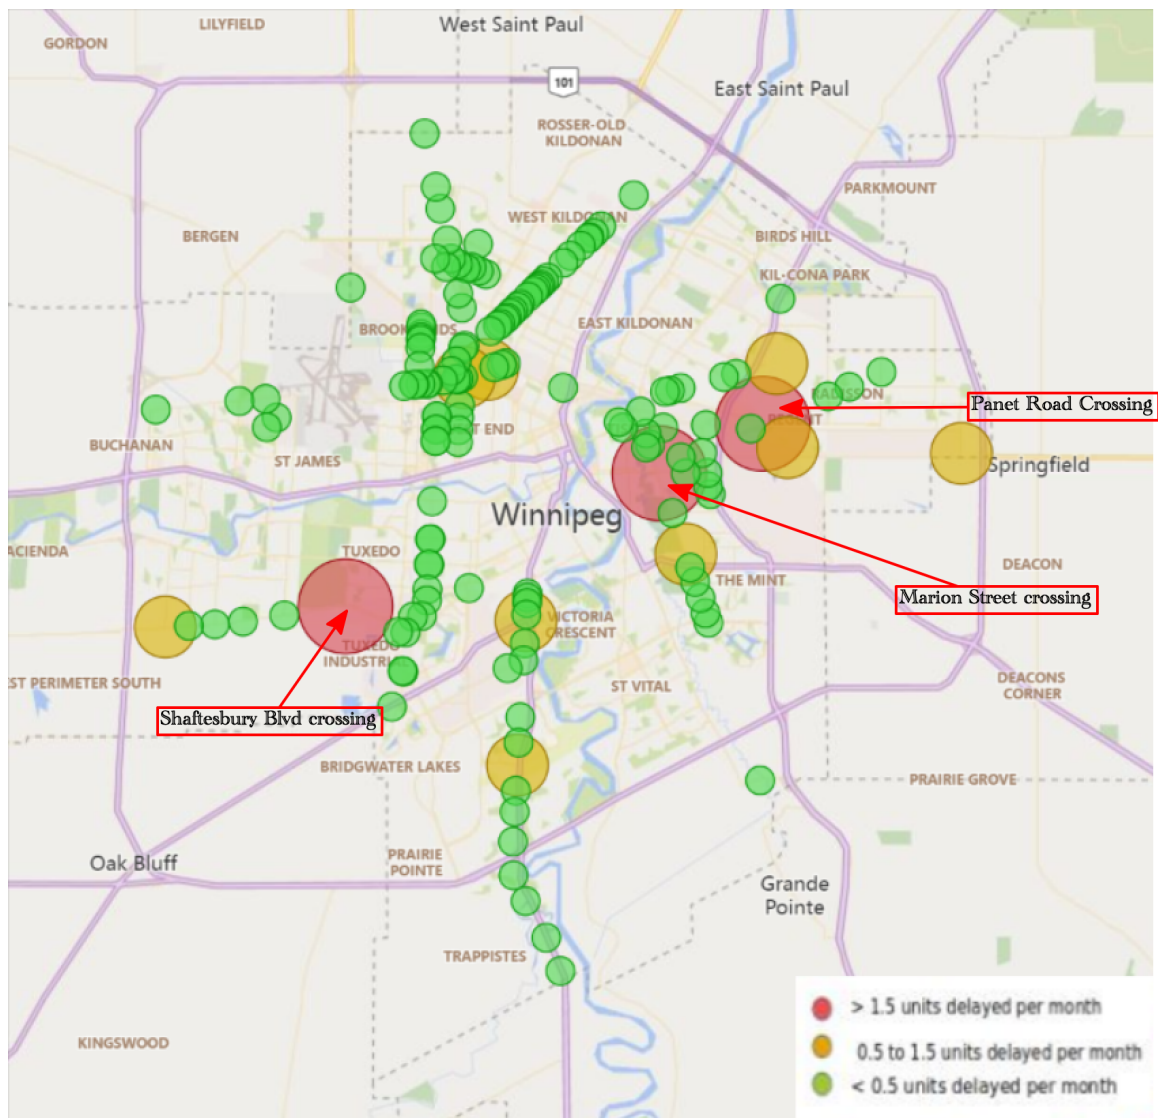 West Saint Paul
LILYFIELD
GORDON
101
East Saint Paul
ROSSER-OLD
KILDONAN
PARKMOUNT
WEST KILDONAN
BERGEN
BIRDS HILL
KIL-CONA PARK
EAST KILDONAN
Panet Road Crossing
BUCHANAN
ST JAMES
Springfield
Winnipeg
ACIENDA
TUXEDO
DEACON
THE MINT
Marion Street crossing
VICTORIA
CRESCENT
TUXEDO
ST PERIMETER SOUTH
ST VITAL
DEACONS
CORNER
Shaftesbury Blvd crossing
BRIDGWATER LAKES
PRAIRIE GROVE
Oak Bluff
PRAIRIE
POINTE
Grande
Pointe
TRAPPISTES
KINGSWOOD
> 1.5 units delayed per month
0.5 to 1.5 units delayed per month
< 0.5 units delayed per month